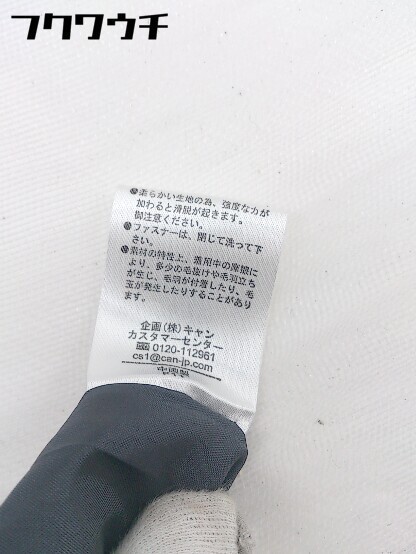 フクワウチ
●柔らかい生地の為、強度な力が
加わると滑脱が起きます。
御注意ください。
●ファスナーは、閉じて洗って下
さい。
●素材の特性上、着用中の摩擦に
より、多少の毛抜けや毛羽立ち
が生じ、毛羽が付着したり、毛
玉が発生したりすることがあり
ます。
企画(株)キャン
カスタマーセンター
0120-112961
cs1@can-jp.com
中国製